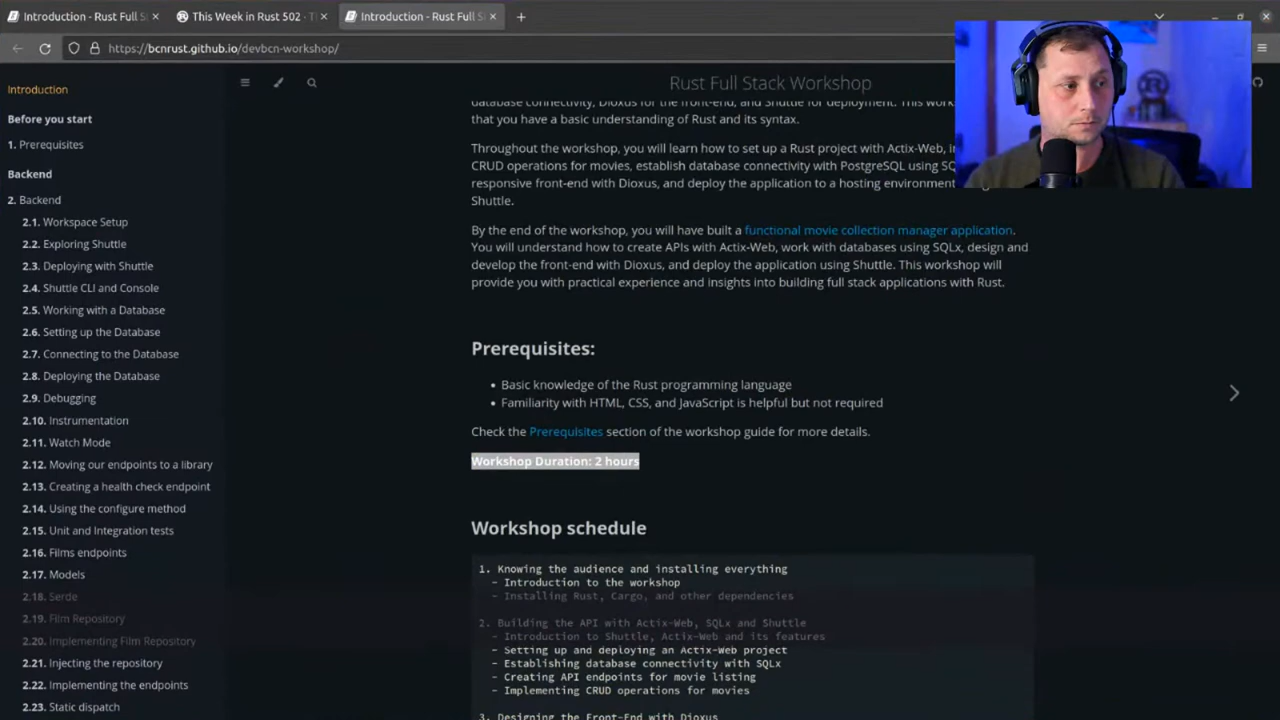 Introduction - Rust Full S
This Week in Rust 502 · T
Introduction - Rust Full S
https://bcnrust.github.io/devbcn-workshop/
Introduction
Before you start
1. Prerequisites
Backend
2. Backend
2.1. Workspace Setup
2.2. Exploring Shuttle
2.3. Deploying with Shuttle
2.4. Shuttle CLI and Console
2.5. Working with a Database
2.6. Setting up the Database
2.7. Connecting to the Database
2.8. Deploying the Database
2.9. Debugging
2.10. Instrumentation
2.11. Watch Mode
2.12. Moving our endpoints to a library
2.13. Creating a health check endpoint
2.14. Using the configure method
2.15. Unit and Integration tests
2.16. Films endpoints
2.17. Models
2.18. Serde
2.19. Film Repository
2.20. Implementing Film Repository
2.21. Injecting the repository
2.22. Implementing the endpoints
2.23. Static dispatch
Rust Full Stack Workshop
database connectivity, Dioxus for the front-end, and Shuttle for deployment. This
that you have a basic understanding of Rust and its syntax.
Throughout the workshop, you will learn how to set up a Rust project with Actix-Web,
CRUD operations for movies, establish database connectivity with PostgreSQL using
responsive front-end with Dioxus, and deploy the application to a hosting environment
Shuttle.
By the end of the workshop, you will have built a functional movie collection manager application.
You will understand how to create APIs with Actix-Web, work with databases using SQLx, design and
develop the front-end with Dioxus, and deploy the application using Shuttle. This workshop will
provide you with practical experience and insights into building full stack applications with Rust.
Prerequisites:
• Basic knowledge of the Rust programming language
• Familiarity with HTML, CSS, and JavaScript is helpful but not required
Check the Prerequisites section of the workshop guide for more details.
Workshop Duration: 2 hours
Workshop schedule
1. Knowing the audience and installing everything
- Introduction to the workshop
- Installing Rust, Cargo, and other dependencies
2. Building the API with Actix-Web, SQLx and Shuttle
- Introduction to Shuttle, Actix-Web and its features
- Setting up and deploying an Actix-Web project
- Establishing database connectivity with SQLx
- Creating API endpoints for movie listing
- Implementing CRUD operations for movies
3. Designing the Front-End with Dioxus